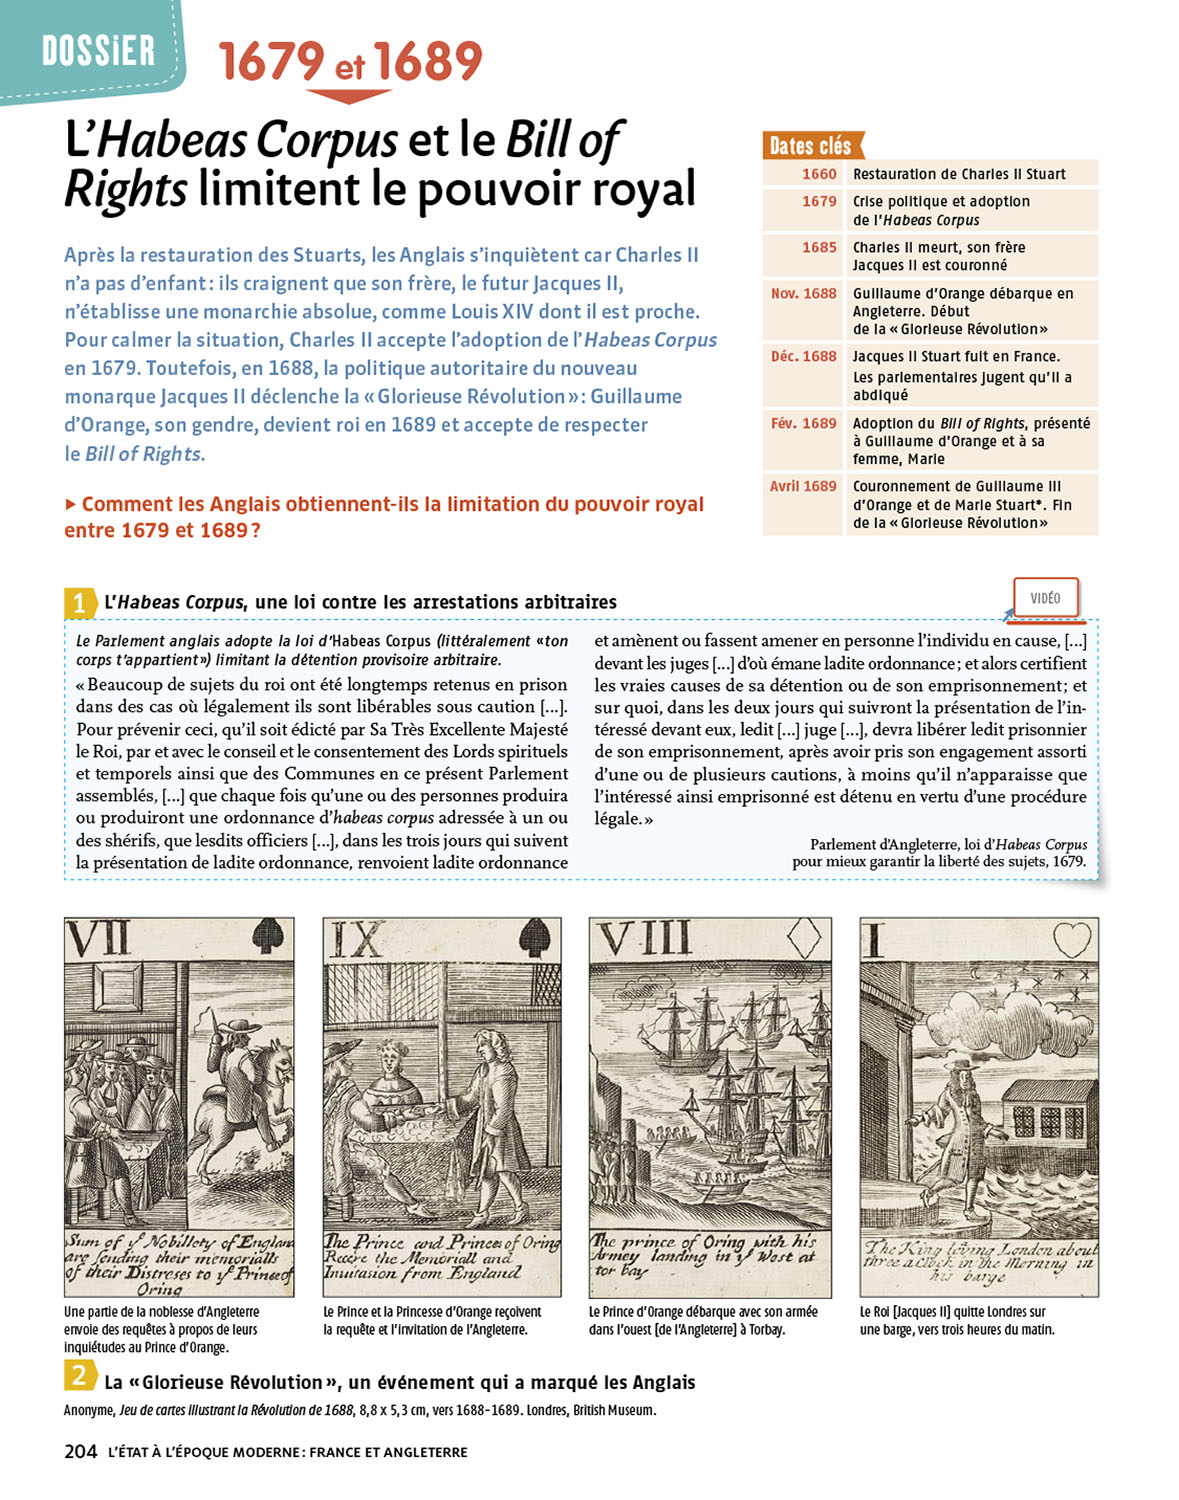 DOSSiER
1679 et 1689
L’Habeas Corpus et le Bill of
Rights limitent le pouvoir royal
Après la restauration des Stuarts, les Anglais s’inquiètent car Charles II
n’a pas d’enfant : ils craignent que son frère, le futur Jacques II,
n’établisse une monarchie absolue, comme Louis XIV dont il est proche.
Pour calmer la situation, Charles II accepte l’adoption de l’Habeas Corpus
en 1679. Toutefois, en 1688, la politique autoritaire du nouveau
monarque Jacques II déclenche la « Glorieuse Révolution » : Guillaume
d’Orange, son gendre, devient roi en 1689 et accepte de respecter
le Bill of Rights.
▶ Comment les Anglais obtiennent-ils la limitation du pouvoir royal
entre 1679 et 1689 ?
Dates clés
1660 Restauration de Charles II Stuart
1679 Crise politique et adoption
de l’Habeas Corpus
1685 Charles II meurt, son frère
Jacques II est couronné
Nov. 1688 Guillaume d’Orange débarque en
Angleterre. Début
de la « Glorieuse Révolution »
Déc. 1688 Jacques II Stuart fuit en France.
Les parlementaires jugent qu’il a
abdiqué
Fév. 1689 Adoption du Bill of Rights, présenté
à Guillaume d’Orange et à sa
femme, Marie
Avril 1689 Couronnement de Guillaume III
d’Orange et de Marie Stuart*. Fin
de la « Glorieuse Révolution »
1 L’Habeas Corpus, une loi contre les arrestations arbitraires
VIDÉO
Le Parlement anglais adopte la loi d’Habeas Corpus (littéralement « ton
corps t’appartient ») limitant la détention provisoire arbitraire.
« Beaucoup de sujets du roi ont été longtemps retenus en prison
dans des cas où légalement ils sont libérables sous caution [...].
Pour prévenir ceci, qu’il soit édicté par Sa Très Excellente Majesté
le Roi, par et avec le conseil et le consentement des Lords spirituels
et temporels ainsi que des Communes en ce présent Parlement
assemblés, [...] que chaque fois qu’une ou des personnes produira
ou produiront une ordonnance d’habeas corpus adressée à un ou
des shérifs, que lesdits officiers [...], dans les trois jours qui suivent
la présentation de ladite ordonnance, renvoient ladite ordonnance
et amènent ou fassent amener en personne l’individu en cause, [...]
devant les juges [...] d’où émane ladite ordonnance ; et alors certifient
les vraies causes de sa détention ou de son emprisonnement ; et
sur quoi, dans les deux jours qui suivront la présentation de l’in-
téressé devant eux, ledit [...] juge [...], devra libérer ledit prisonnier
de son emprisonnement, après avoir pris son engagement assorti
d’une ou de plusieurs cautions, à moins qu’il n’apparaisse que
l’intéressé ainsi emprisonné est détenu en vertu d’une procédure
légale. »
Parlement d’Angleterre, loi d’Habeas Corpus
pour mieux garantir la liberté des sujets, 1679.
VII
Sum of yͤ Nobillety of England
are sending their memorialls
of their Distreses to yͤ Prince of
Oring
Une partie de la noblesse d’Angleterre
envoie des requêtes à propos de leurs
inquiétudes au Prince d’Orange.
IX
The Prince and Princes of Oring
Receve the Memoriall and
Inuitasion from England
Le Prince et la Princesse d’Orange reçoivent
la requête et l’invitation de l’Angleterre.
VIII
The prince of Oring with his
Armey landing in yͤ West at
tor bay
Le Prince d’Orange débarque avec son armée
dans l’ouest [de l’Angleterre] à Torbay.
I
The King leving London about
three a Clock in the Morning in
his barge
Le Roi [Jacques II] quitte Londres sur
une barge, vers trois heures du matin.
2 La « Glorieuse Révolution », un événement qui a marqué les Anglais
Anonyme, Jeu de cartes illustrant la Révolution de 1688, 8,8 x 5,3 cm, vers 1688-1689. Londres, British Museum.
204 L’ÉTAT À L’ÉPOQUE MODERNE : FRANCE ET ANGLETERRE